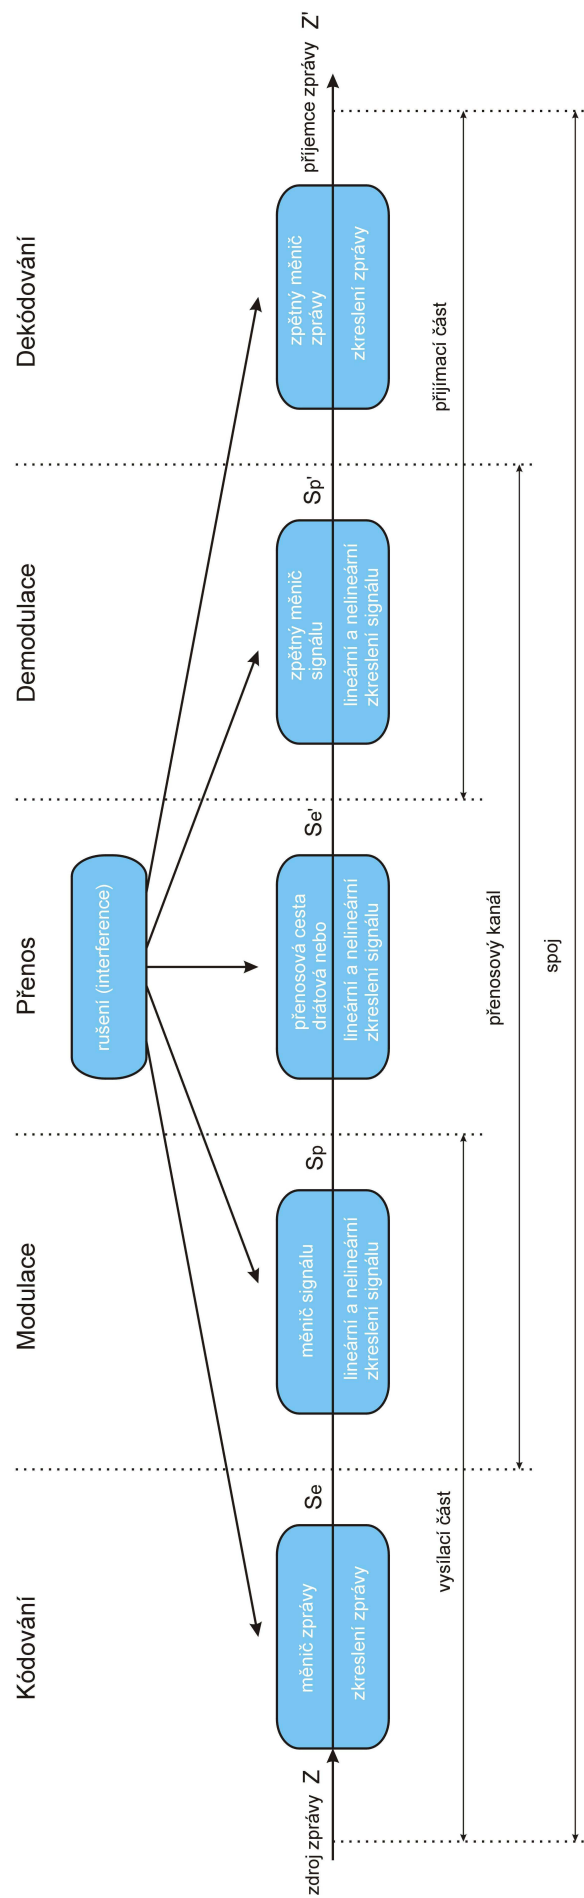 Kódování
Modulace
Přenos
Demodulace
Dekódování
rušení (interference)
zdroj zprávy Z
měnič zprávy
zkreslení zprávy
Se
měnič signálu
lineární a nelineární
zkreslení signálu
Sp
přenosová cesta
drátová nebo
lineární a nelineární
zkreslení signálu
Se'
zpětný měnič
signálu
lineární a nelineární
zkreslení signálu
Sp'
zpětný měnič
zprávy
zkreslení zprávy
příjemce zprávy Z'
vysílací část
přijímací část
přenosový kanál
spoj